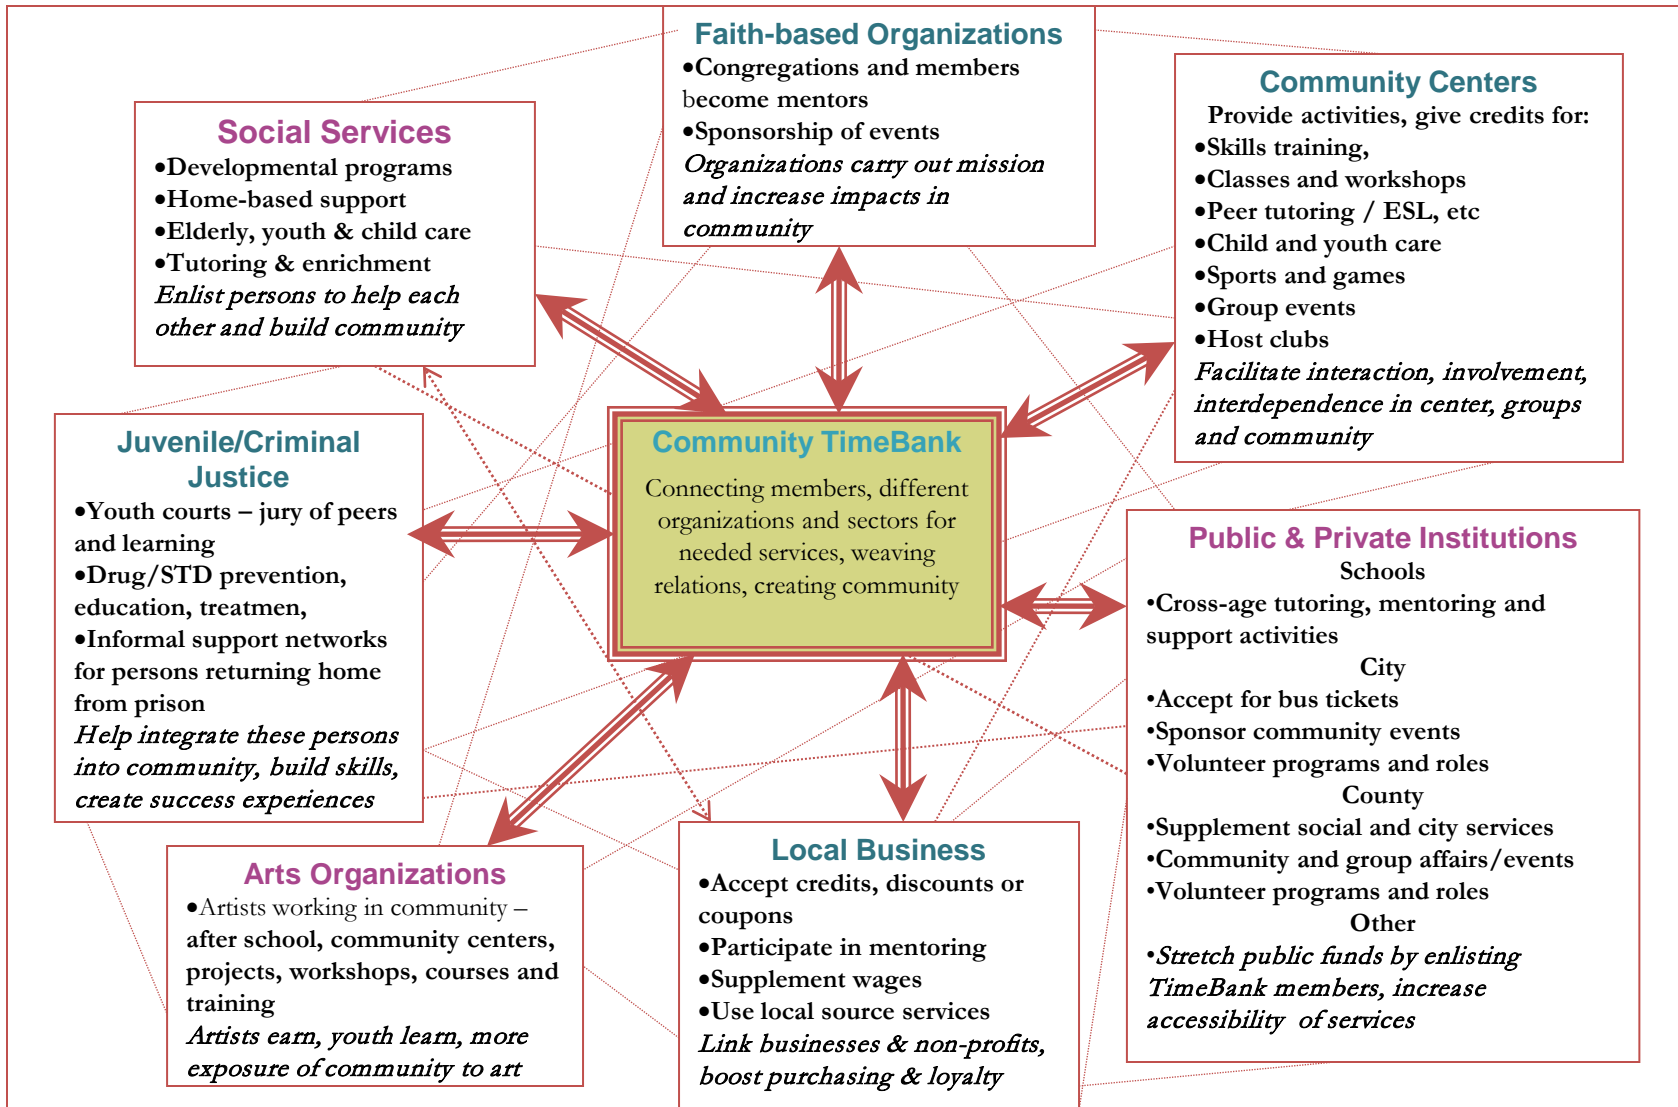 Faith-based Organizations
•Congregations and members
become mentors
•Sponsorship of events
Organizations carry out mission
and increase impacts in
community
Community Centers
Provide activities, give credits for:
•Skills training,
•Classes and workshops
•Peer tutoring / ESL, etc
•Child and youth care
•Sports and games
•Group events
•Host clubs
Facilitate interaction, involvement,
interdependence in center, groups
and community
Social Services
•Developmental programs
•Home-based support
•Elderly, youth & child care
•Tutoring & enrichment
Enlist persons to help each
other and build community
Juvenile/Criminal
Justice
•Youth courts – jury of peers
and learning
•Drug/STD prevention,
education, treatmen,
•Informal support networks
for persons returning home
from prison
Help integrate these persons
into community, build skills,
create success experiences
Community TimeBank
Connecting members, different
organizations and sectors for
needed services, weaving
relations, creating community
Public & Private Institutions
Schools
•Cross-age tutoring, mentoring and
support activities
City
•Accept for bus tickets
•Sponsor community events
•Volunteer programs and roles
County
•Supplement social and city services
•Community and group affairs/events
•Volunteer programs and roles
Other
•Stretch public funds by enlisting
TimeBank members, increase
accessibility of services
Arts Organizations
•Artists working in community –
after school, community centers,
projects, workshops, courses and
training
Artists earn, youth learn, more
exposure of community to art
Local Business
•Accept credits, discounts or
coupons
•Participate in mentoring
•Supplement wages
•Use local source services
Link businesses & non-profits,
boost purchasing & loyalty